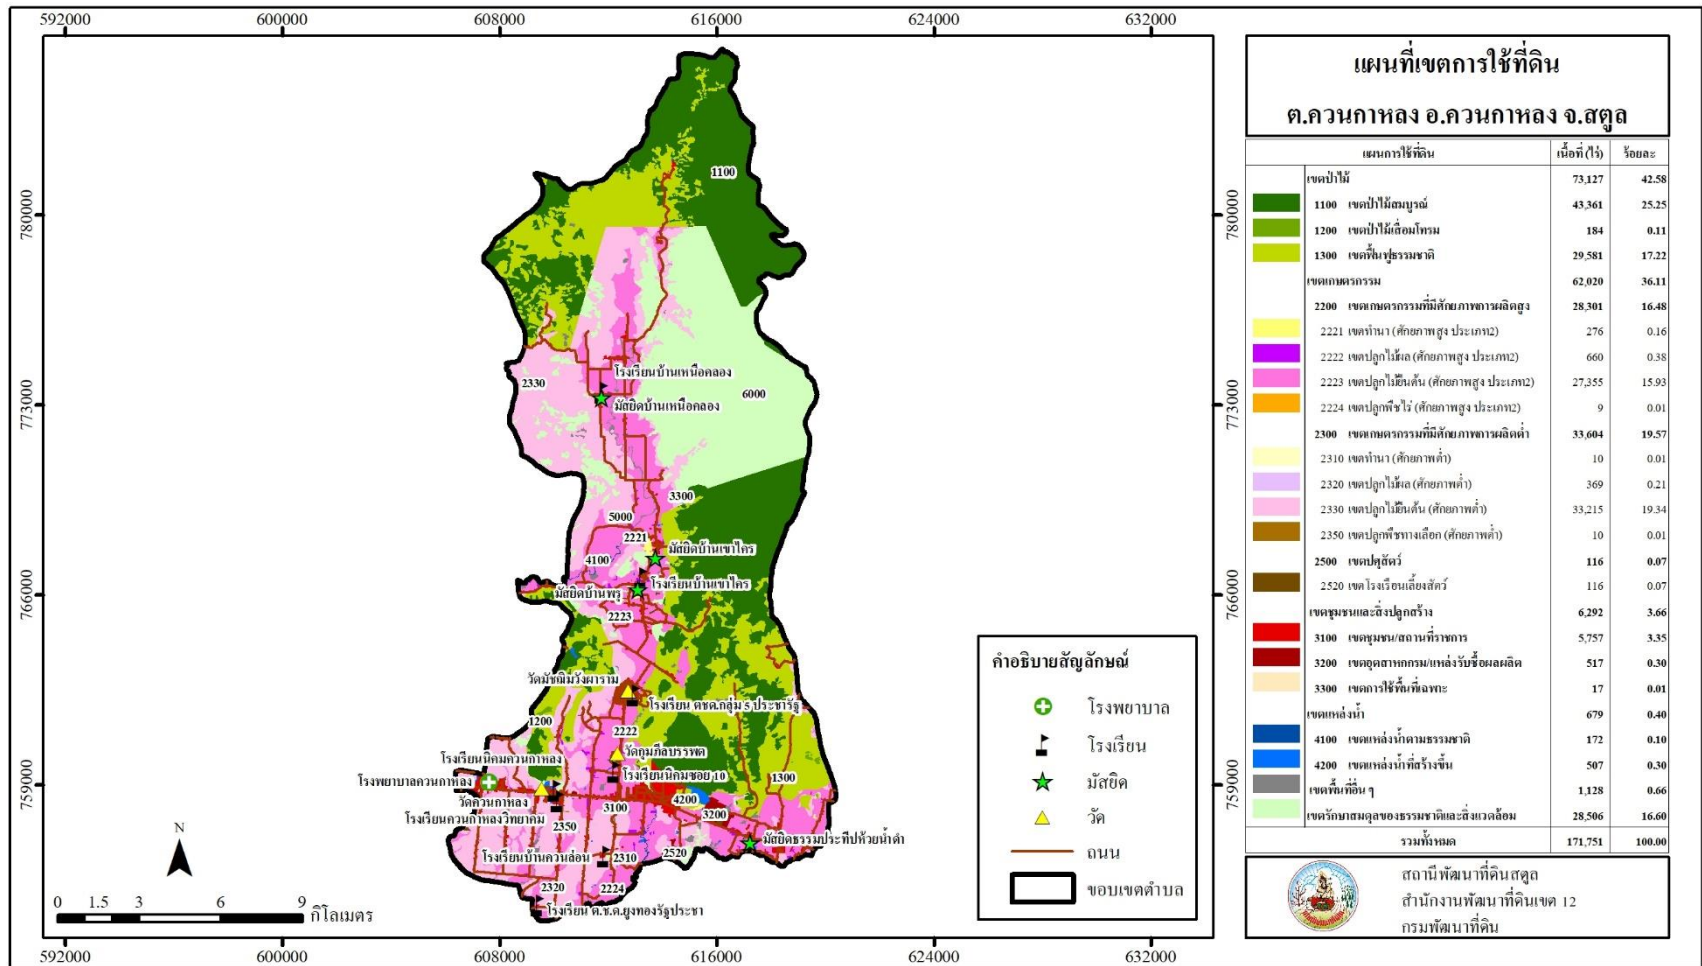 592000 600000 608000 616000 624000 632000
แผนที่เขตการใช้ที่ดิน
ต.ควนกาหลง อ.ควนกาหลง จ.สตูล
แผนการใช้ที่ดิน เนื้อที่ (ไร่) ร้อยละ
เขตป่าไม้ 73,127 42.58
1100 เขตป่าไม้สมบูรณ์ 43,361 25.25
1200 เขตป่าไม้เสื่อมโทรม 184 0.11
1300 เขตฟื้นฟูธรรมชาติ 29,581 17.22
เขตเกษตรกรรม 62,020 36.11
2200 เขตเกษตรกรรมที่มีศักยภาพการผลิตสูง 28,301 16.48
2221 เขตทำนา (ศักยภาพสูง ประเภท2) 276 0.16
2222 เขตปลูกไม้ผล (ศักยภาพสูง ประเภท2) 660 0.38
2223 เขตปลูกไม้ยืนต้น (ศักยภาพสูง ประเภท2) 27,355 15.93
2224 เขตปลูกพืชไร่ (ศักยภาพสูง ประเภท2) 9 0.01
2300 เขตเกษตรกรรมที่มีศักยภาพการผลิตต่ำ 33,604 19.57
2310 เขตทำนา (ศักยภาพต่ำ) 10 0.01
2320 เขตปลูกไม้ผล (ศักยภาพต่ำ) 369 0.21
2330 เขตปลูกไม้ยืนต้น (ศักยภาพต่ำ) 33,215 19.34
2350 เขตปลูกพืชทางเลือก (ศักยภาพต่ำ) 10 0.01
2500 เขตปศุสัตว์ 116 0.07
2520 เขตโรงเรือนเลี้ยงสัตว์ 116 0.07
เขตชุมชนและสิ่งปลูกสร้าง 6,292 3.66
3100 เขตชุมชน/สถานที่ราชการ 5,757 3.35
3200 เขตอุตสาหกรรม/แหล่งรับซื้อผลผลิต 517 0.30
3300 เขตการใช้พื้นที่เฉพาะ 17 0.01
เขตแหล่งน้ำ 679 0.40
4100 เขตแหล่งน้ำตามธรรมชาติ 172 0.10
4200 เขตแหล่งน้ำที่สร้างขึ้น 507 0.30
เขตพื้นที่อื่น ๆ 1,128 0.66
เขตรักษาสมดุลของธรรมชาติและสิ่งแวดล้อม 28,506 16.60
รวมทั้งหมด 171,751 100.00
สถานีพัฒนาที่ดินสตูล
สำนักงานพัฒนาที่ดินเขต 12
กรมพัฒนาที่ดิน
1100
780000 780000
2330
โรงเรียนบ้านเหนือคลอง
6000
773000 773000
มัสยิดบ้านเหนือคลอง
3300
5000
2221
มัสยิดบ้านเขาไคร
4100
โรงเรียนบ้านเขาไคร
มัสยิดบ้านพรุ
766000 766000
2223
วัดมัชฌิมวังผาราม
โรงเรียน ตชด.กลุ่ม 5 ประชารัฐ
1200
2222
วัดกุมภีลบรรพต
โรงเรียนนิคมควนกาหลง
โรงพยาบาลควนกาหลง
โรงเรียนนิคมซอย 10
1300
759000 759000
วัดควนกาหลง
3100
4200
3200
โรงเรียนควนกาหลงวิทยาคม
2350
มัสยิดธรรมประทีปห้วยน้ำดำ
โรงเรียนบ้านควนล่อน
2310
2520
2320
2224
โรงเรียน ต.ช.ด.ยูงทองรัฐประชา
คำอธิบายสัญลักษณ์
โรงพยาบาล
โรงเรียน
มัสยิด
วัด
ถนน
ขอบเขตตำบล
N
0 1.5 3 6 9
กิโลเมตร
592000 600000 608000 616000 624000 632000